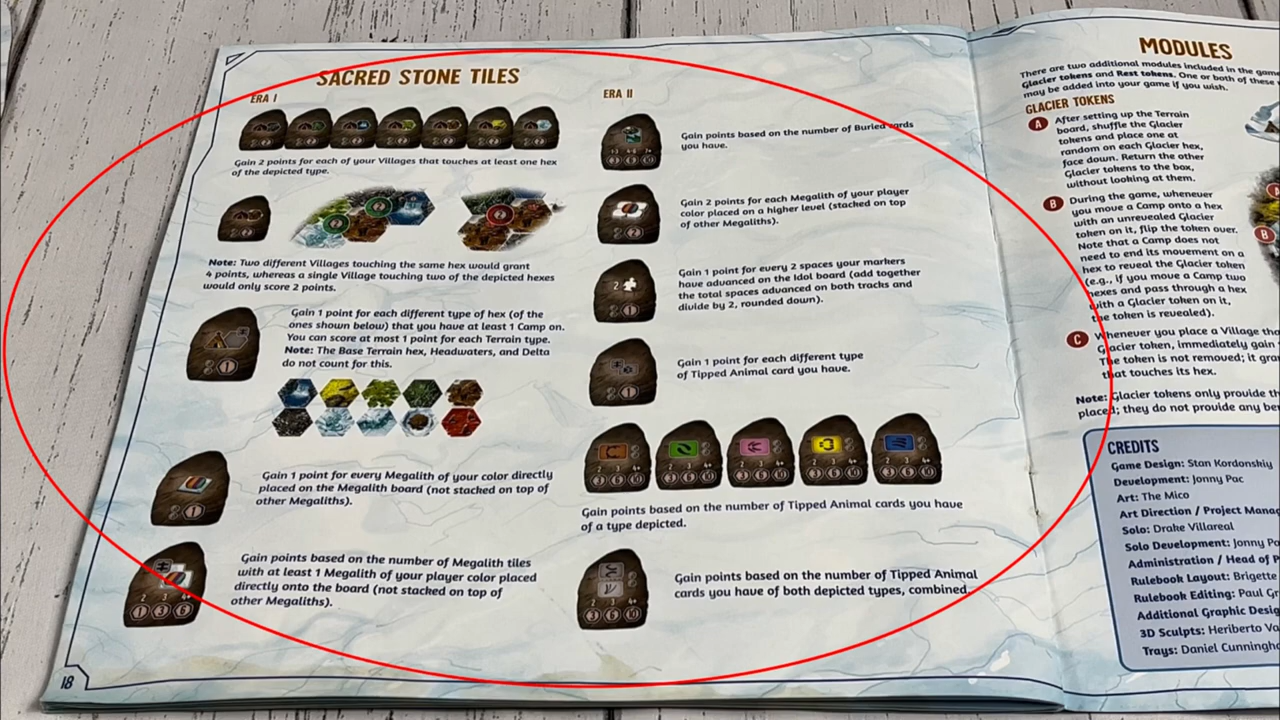 SACRED STONE TILES
ERA I
Gain 2 points for each of your Villages that touches at least one hex
of the depicted type.
Note: Two different Villages touching the same hex would grant
4 points, whereas a single Village touching two of the depicted hexes
would only score 2 points.
Gain 1 point for each different type of hex (of the
ones shown below) that you have at least 1 Camp on.
You can score at most 1 point for each Terrain type.
Note: The Base Terrain hex, Headwaters, and Delta
do not count for this.
Gain 1 point for every Megalith of your color directly
placed on the Megalith board (not stacked on top of
other Megaliths).
Gain points based on the number of Megalith tiles
with at least 1 Megalith of your player color placed
directly onto the board (not stacked on top of
other Megaliths).
18
ERA II
Gain points based on the number of Buried cards
you have.
Gain 2 points for each Megalith of your player
color placed on a higher level (stacked on top
of other Megaliths).
Gain 1 point for every 2 spaces your markers
have advanced on the Idol board (add together
the total spaces advanced on both tracks and
divide by 2, rounded down).
Gain 1 point for each different type
of Tipped Animal card you have.
Gain points based on the number of Tipped Animal cards you have
of a type depicted.
Gain points based on the number of Tipped Animal
cards you have of both depicted types, combined.
MODULES
There are two additional modules included in the game
Glacier tokens and Rest tokens. One or both of these
may be added into your game if you wish.
GLACIER TOKENS
A After setting up the Terrain
board, shuffle the Glacier
tokens and place one at
random on each Glacier hex,
face down. Return the other
Glacier tokens to the box,
without looking at them.
B During the game, whenever
you move a Camp onto a hex
with an unrevealed Glacier
token on it, flip the token over.
Note that a Camp does not
need to end its movement on a
hex to reveal the Glacier token
(e.g., if you move a Camp two
hexes and pass through a hex
with a Glacier token on it,
the token is revealed).
C Whenever you place a Village
Glacier token, immediately gain
The token is not removed; it
that touches its hex.
Note: Glacier tokens only provide
placed; they do not provide any
CREDITS
Game Design: Stan Kordonskiy
Development: Jonny Pac
Art: The Mico
Art Direction / Project
Solo: Drake Villareal
Solo Development: Jonny
Administration / Head of
Rulebook Layout: Brigette
Rulebook Editing: Paul
Additional Graphic
3D Sculpts: Heriberto
Trays: Daniel